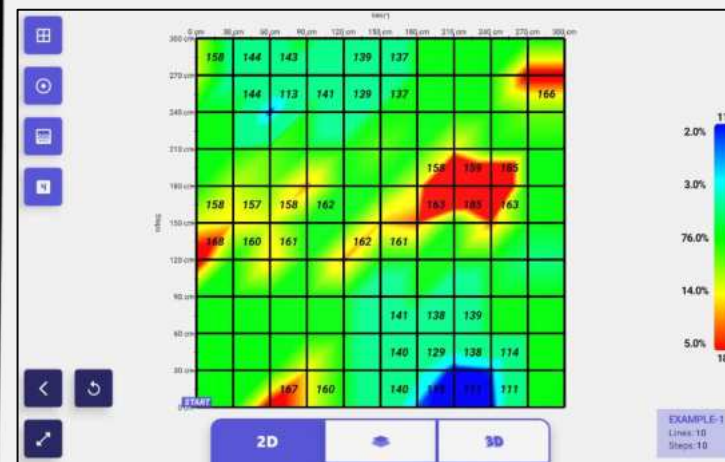 0 cm 30 cm 60 cm 90 cm 120 cm 150 cm 180 cm 210 cm 240 cm 270 cm 300 cm
300 cm
158 144 143 139 137
270 cm
144 113 141 139 137 166
240 cm
210 cm
158 159 185
180 cm
158 157 158 162 163 185 163
150 cm
168 160 161 162 161
120 cm
90 cm
141 138 139
60 cm
140 129 138 114
30 cm
167 160 140 111 111
START
Steps
2.0%
3.0%
76.0%
14.0%
5.0%
2D
3D
EXAMPLE-1
Lines: 10
Steps: 10